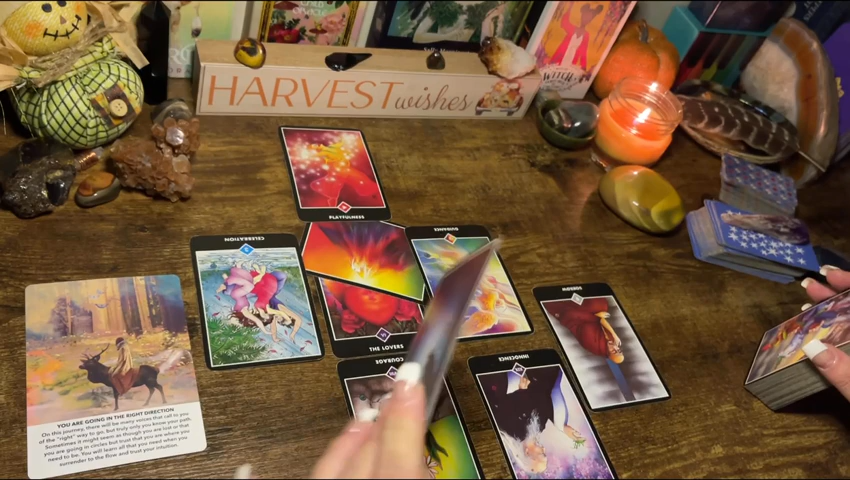 WITCH
HARVEST wishes
PLAYFULNESS
CELEBRATION
GUIDANCE
THE LOVERS
COURAGE
INNOCENCE
YOU ARE GOING IN THE RIGHT DIRECTION
On this journey, there will be many voices that call to you
of the "right" way to go, but truly only you know your path.
Sometimes it might seem as though you are lost or that
you are going in circles but trust that you are where you
need to be. You will learn all that you need when you
surrender to the flow and trust your intuition.